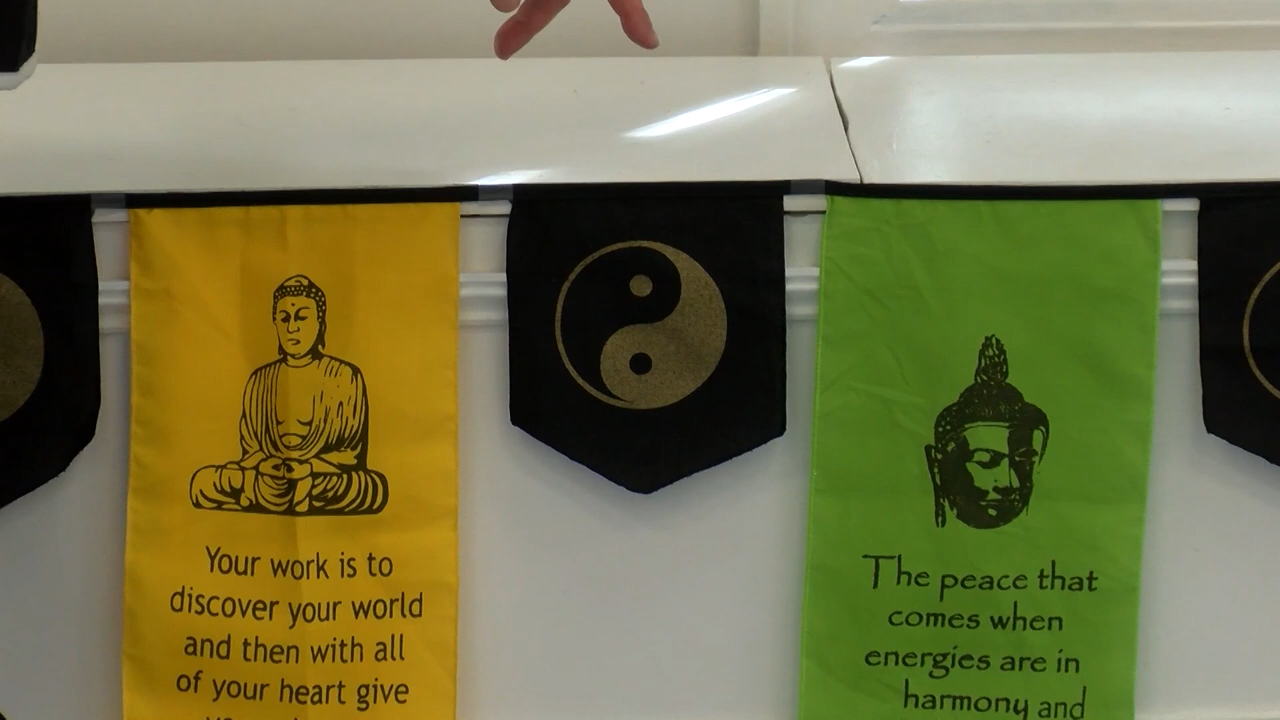 Your work is to
discover your world
and then with all
of your heart give
The peace that
comes when
energies are in
harmony and